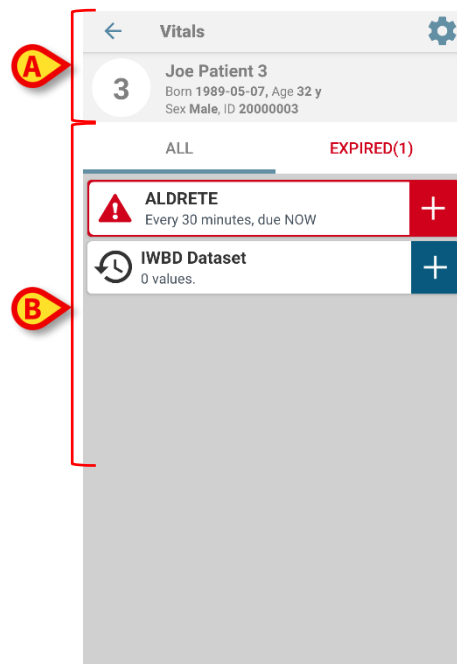 A
Vitals
3
Joe Patient 3
Born 1989-05-07, Age 32 y
Sex Male, ID 20000003
B
ALL
EXPIRED(1)
ALDRETE
Every 30 minutes, due NOW
IWBD Dataset
0 values.